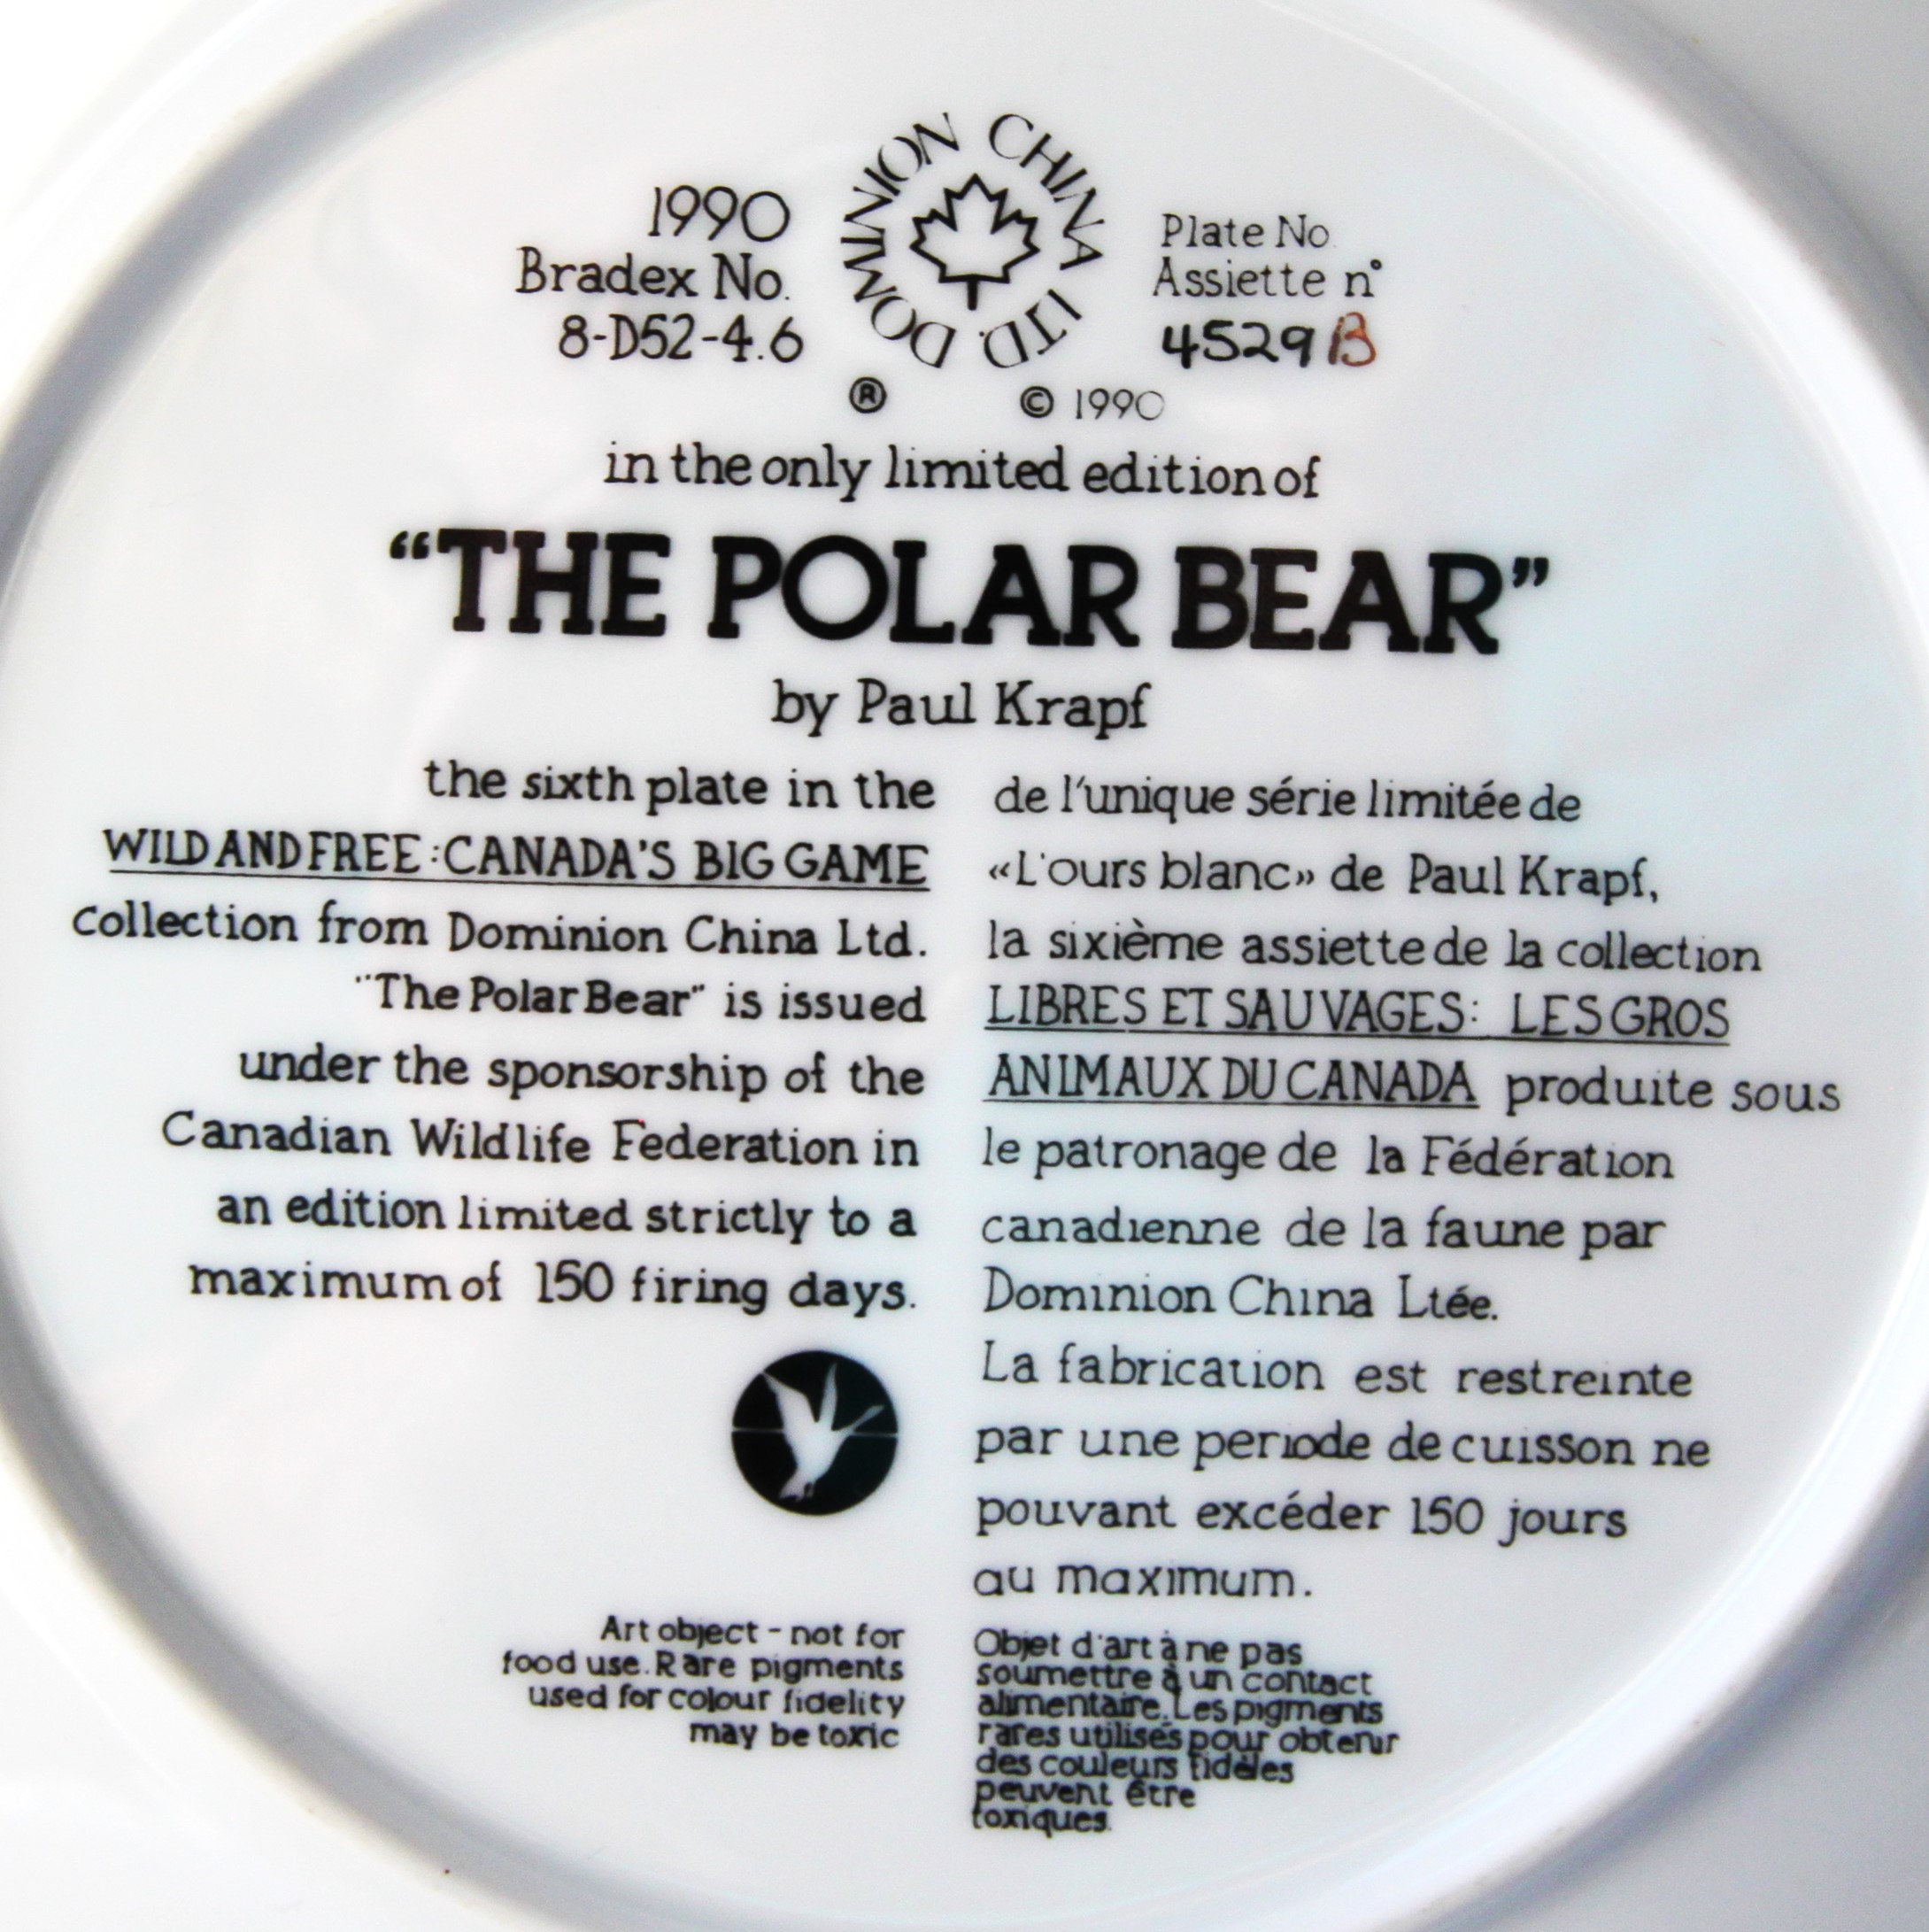 DOMINION CHINA LTD.
1990
Bradex No.
8-D52-4.6
Plate No.
Assiette n°
4529B
® © 1990
in the only limited edition of
“THE POLAR BEAR”
by Paul Krapf
the sixth plate in the
WILD AND FREE: CANADA'S BIG GAME
collection from Dominion China Ltd.
"The Polar Bear" is issued
under the sponsorship of the
Canadian Wildlife Federation in
an edition limited strictly to a
maximum of 150 firing days.
Art object - not for
food use. Rare pigments
used for colour fidelity
may be toxic
de l'unique série limitée de
«L'ours blanc» de Paul Krapf,
la sixième assiette de la collection
LIBRES ET SAUVAGES: LES GROS
ANIMAUX DU CANADA produite sous
le patronage de la Fédération
canadienne de la faune par
Dominion China Ltée.
La fabrication est restreinte
par une periode de cuisson ne
pouvant excéder 150 jours
au maximum.
Objet d'art à ne pas
soumettre à un contact
alimentaire. Les pigments
rares utilisés pour obtenir
des couleurs fidèles
peuvent être
toxiques.